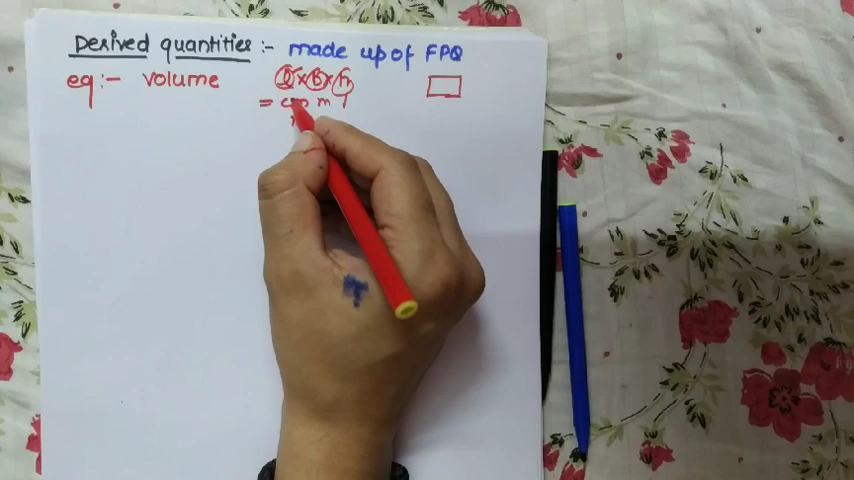 Derived quantities :- made up of FPQ
eg :- volume l x B x h
= m